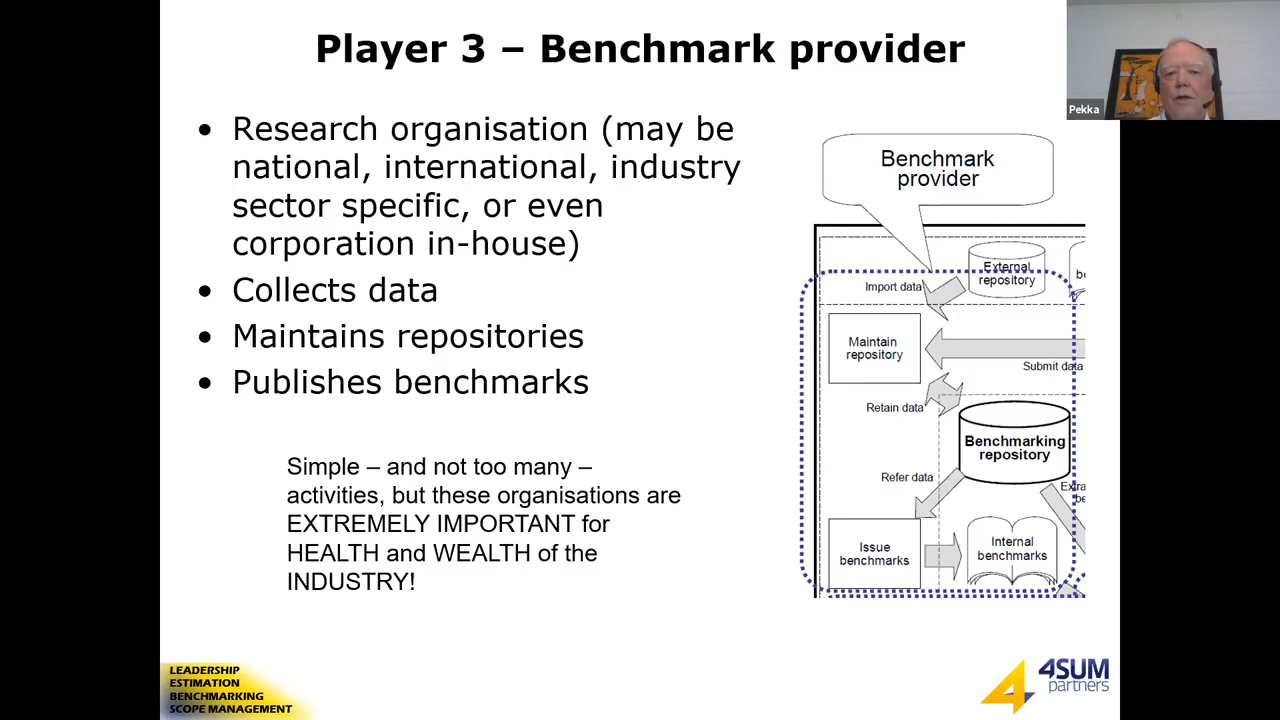 Player 3 – Benchmark provider
Pekka
• Research organisation (may be
national, international, industry
sector specific, or even
corporation in-house)
• Collects data
• Maintains repositories
• Publishes benchmarks
Simple – and not too many –
activities, but these organisations are
EXTREMELY IMPORTANT for
HEALTH and WEALTH of the
INDUSTRY!
Benchmark
provider
External
repository
Import data
Maintain
repository
Submit data
Retain data
Benchmarking
repository
Refer data
Issue
benchmarks
Internal
benchmarks
LEADERSHIP
ESTIMATION
BENCHMARKING
SCOPE MANAGEMENT
4SUM
partners